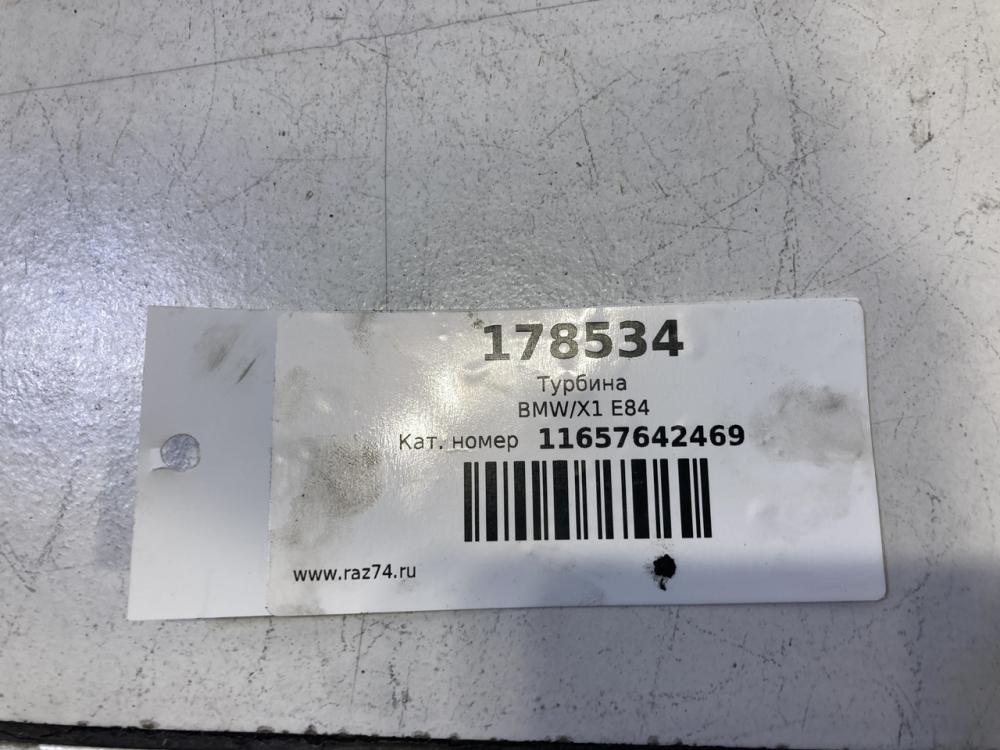 178534
Турбина
BMW/X1 E84
Кат. номер 11657642469
www.raz74.ru